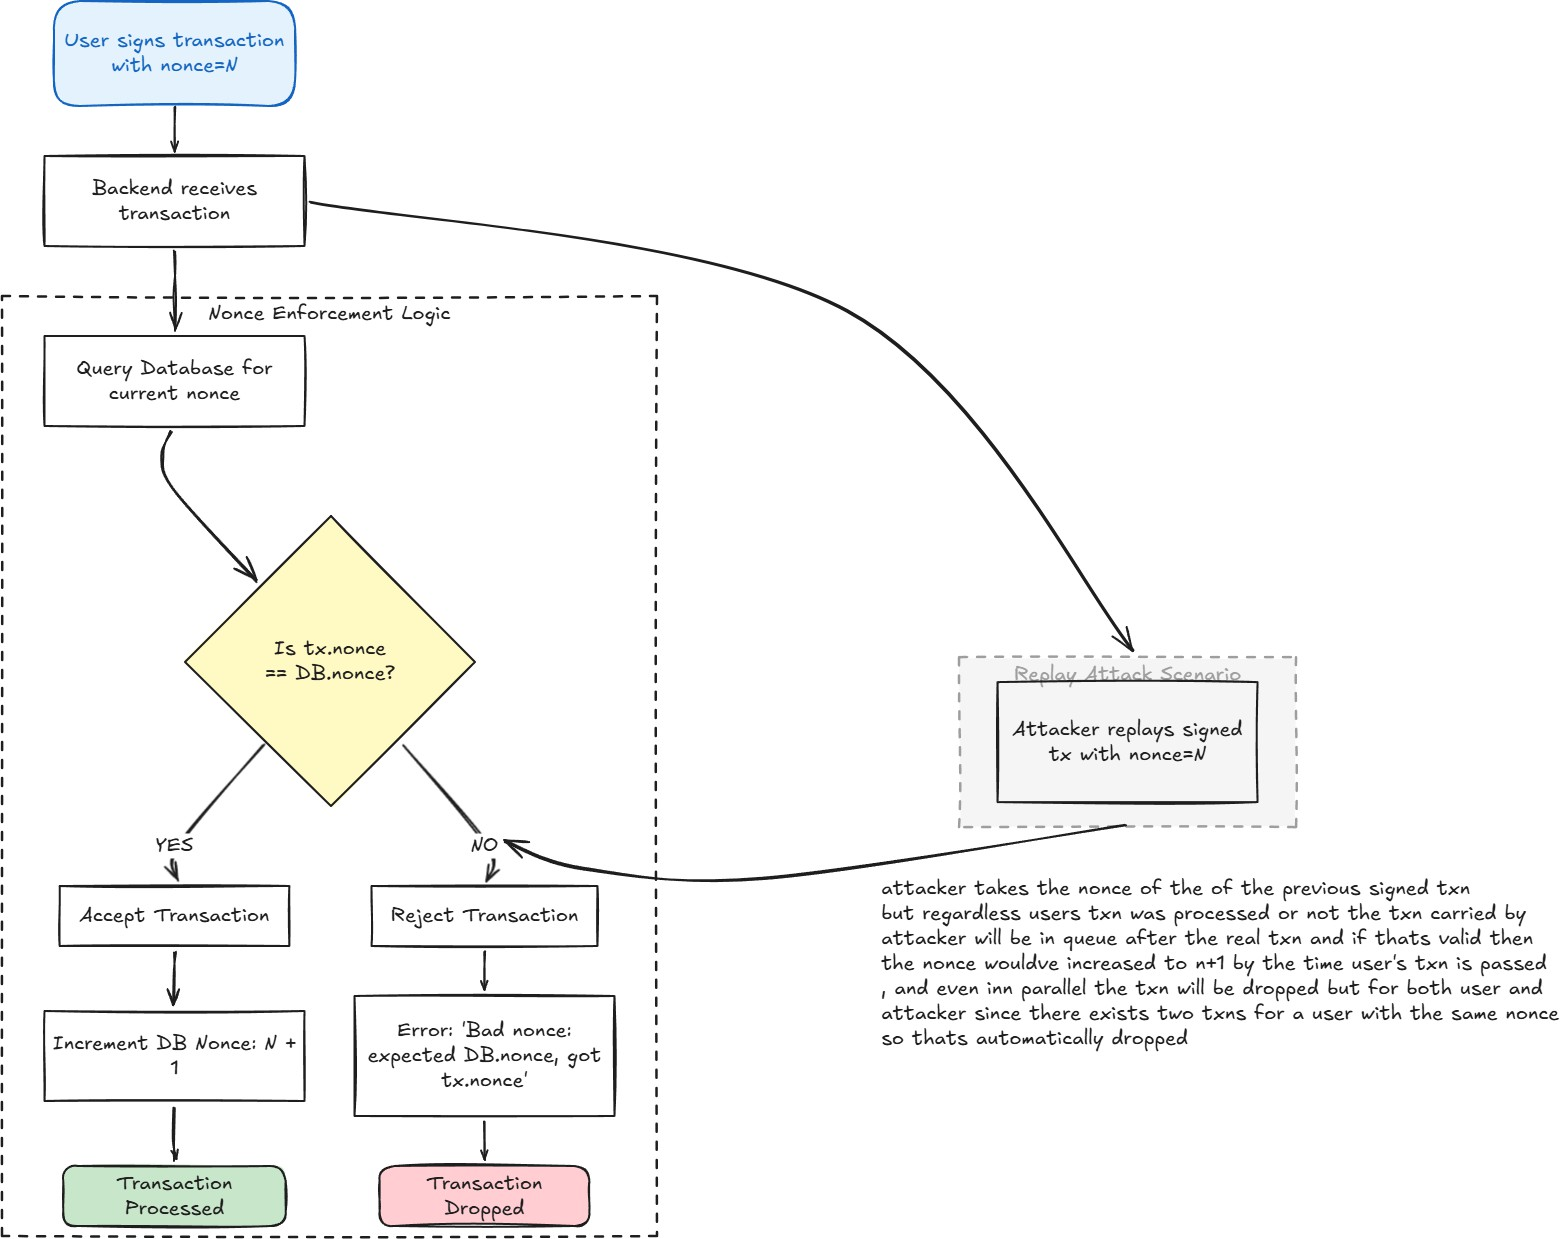 User signs transaction
with nonce=N
Backend receives
transaction
Nonce Enforcement Logic
Query Database for
current nonce
Is tx.nonce
== DB.nonce?
YES
NO
Accept Transaction
Reject Transaction
Increment DB Nonce: N +
1
Error: 'Bad nonce:
expected DB.nonce, got
tx.nonce'
Transaction
Processed
Transaction
Dropped
Replay Attack Scenario
Attacker replays signed
tx with nonce=N
attacker takes the nonce of the of the previous signed txn
but regardless users txn was processed or not the txn carried by
attacker will be in queue after the real txn and if thats valid then
the nonce wouldve increased to n+1 by the time user's txn is passed
, and even inn parallel the txn will be dropped but for both user and
attacker since there exists two txns for a user with the same nonce
so thats automatically dropped